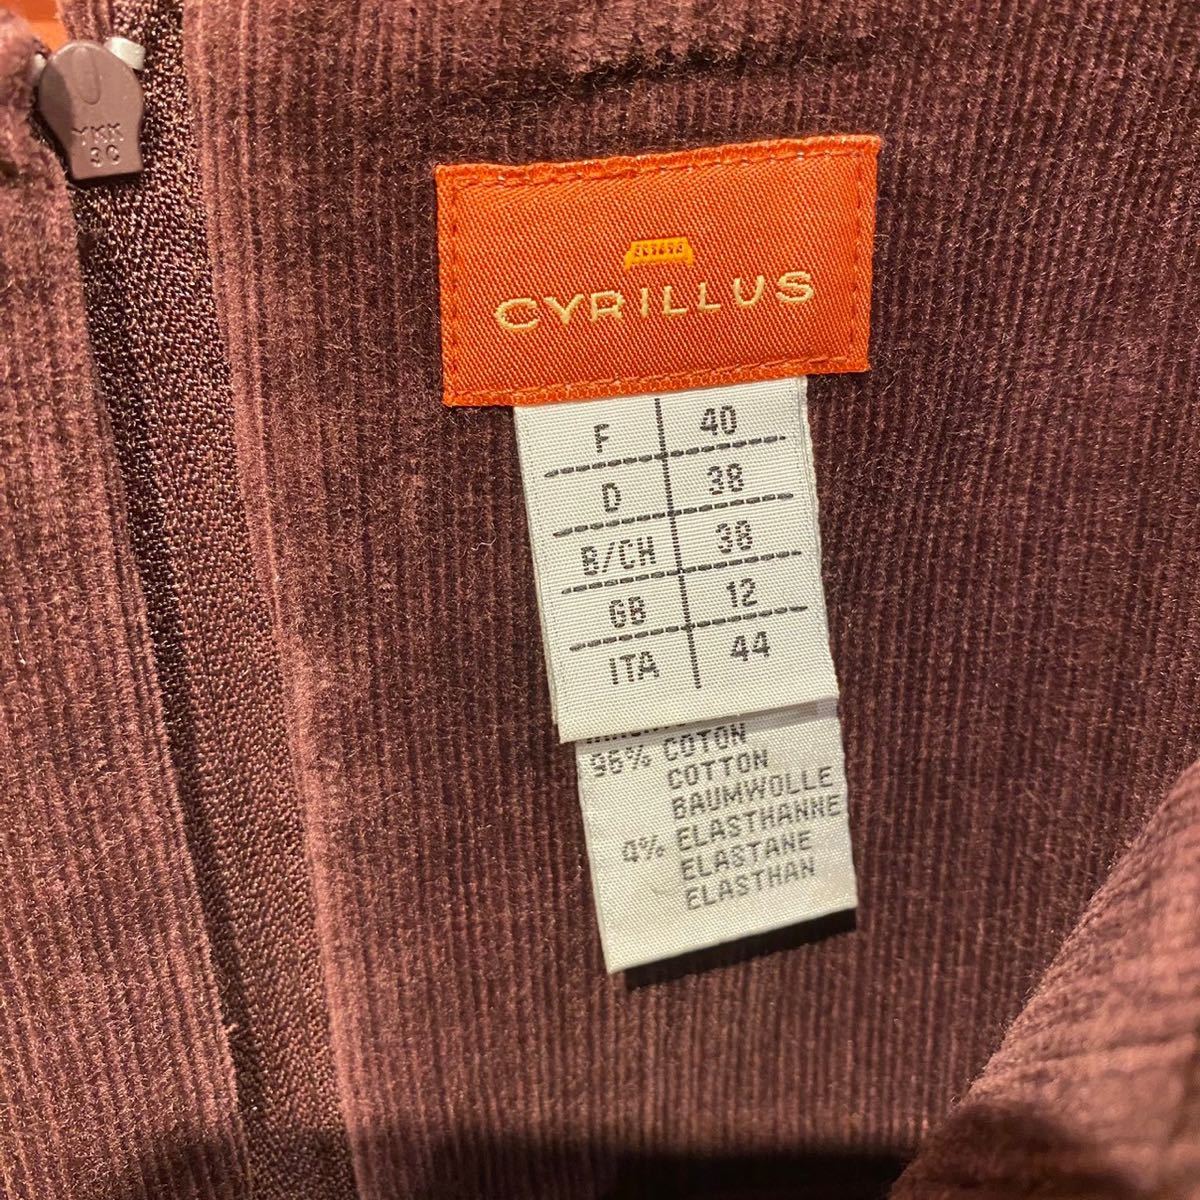 YKK
3C
CYRILLUS
F 40
D 38
B/CH 38
GB 12
ITA 44
96% COTON
COTTON
BAUMWOLLE
4% ELASTHANNE
ELASTANE
ELASTHAN